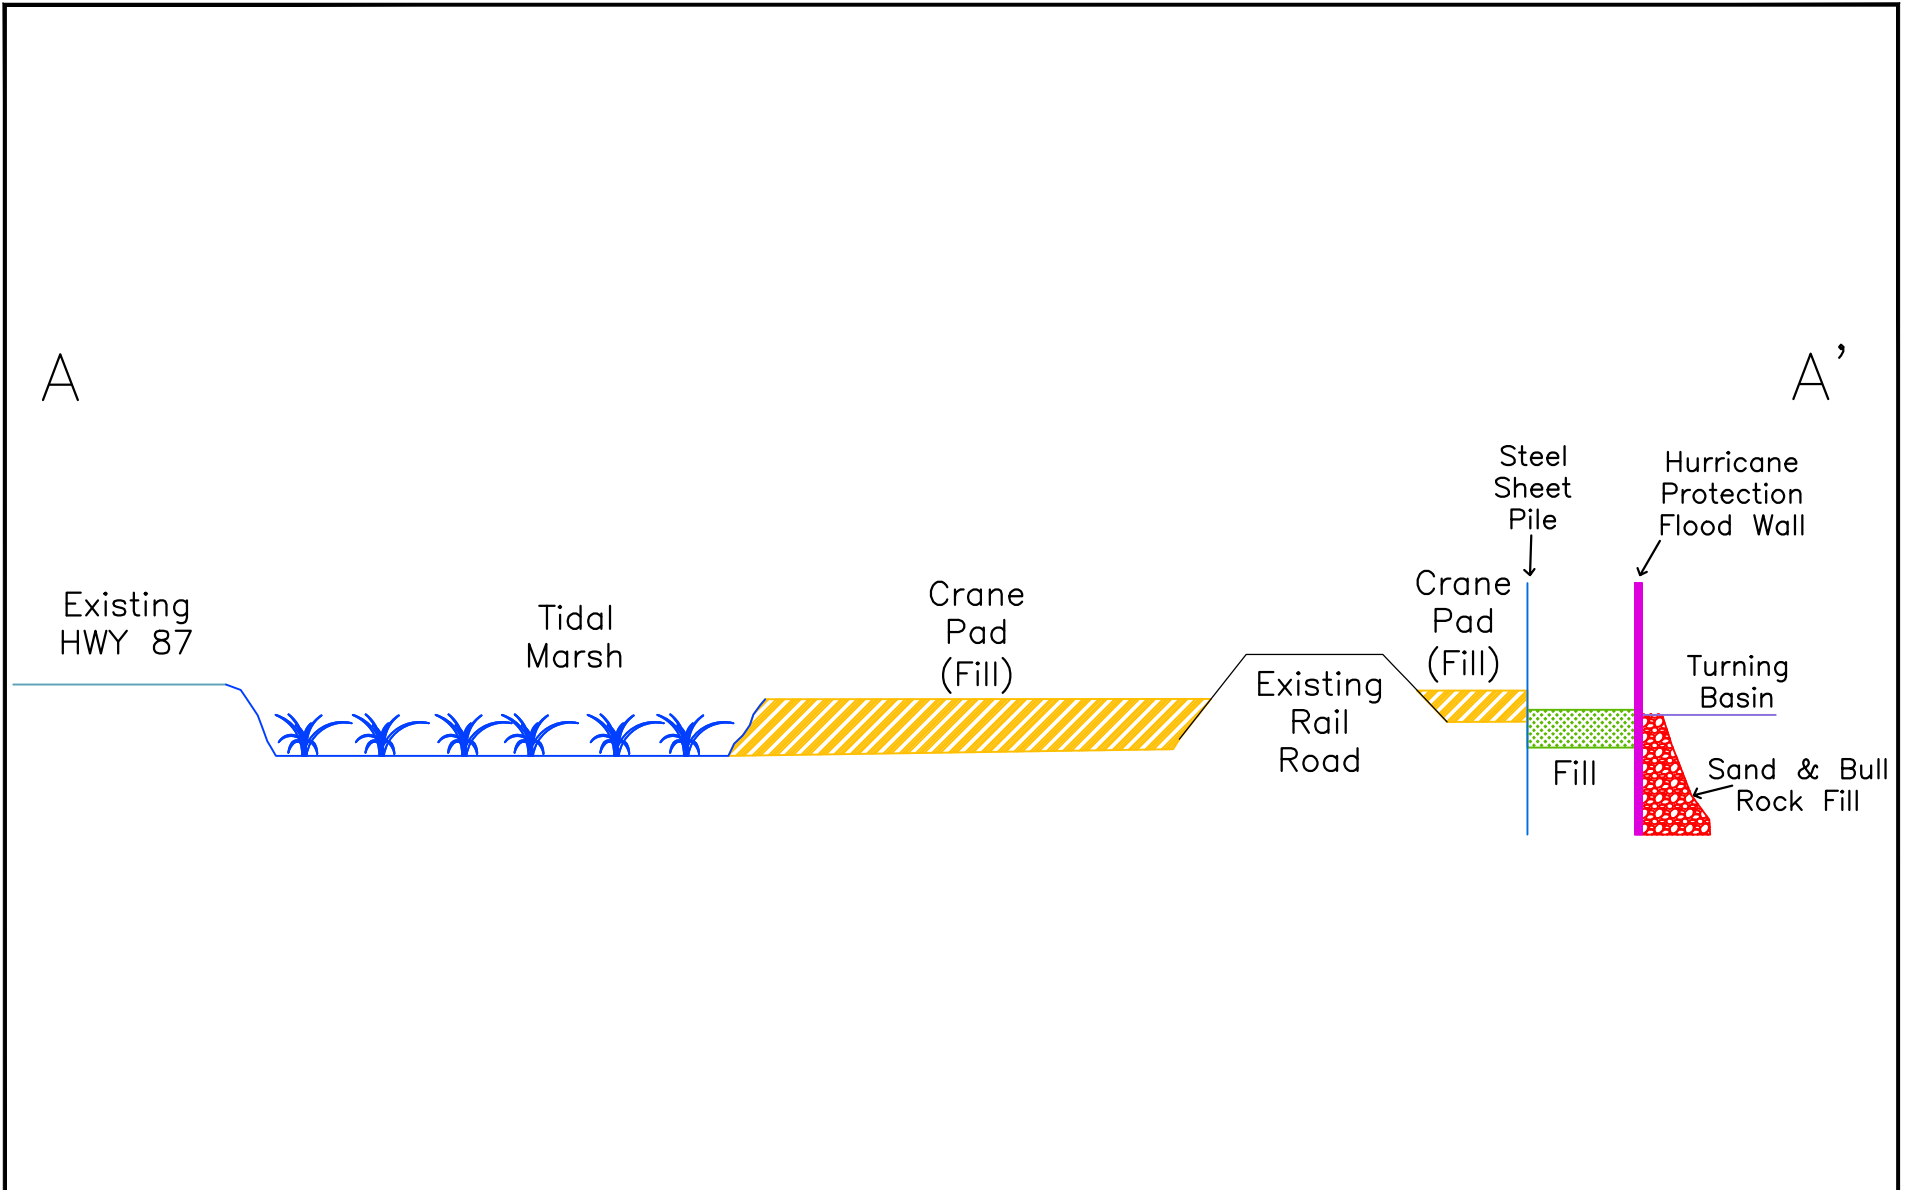 A
A'
Steel
Sheet
Pile
Hurricane
Protection
Flood Wall
Existing
HWY 87
Tidal
Marsh
Crane
Pad
(Fill)
Existing
Rail
Road
Crane
Pad
(Fill)
Fill
Turning
Basin
Sand & Bull
Rock Fill